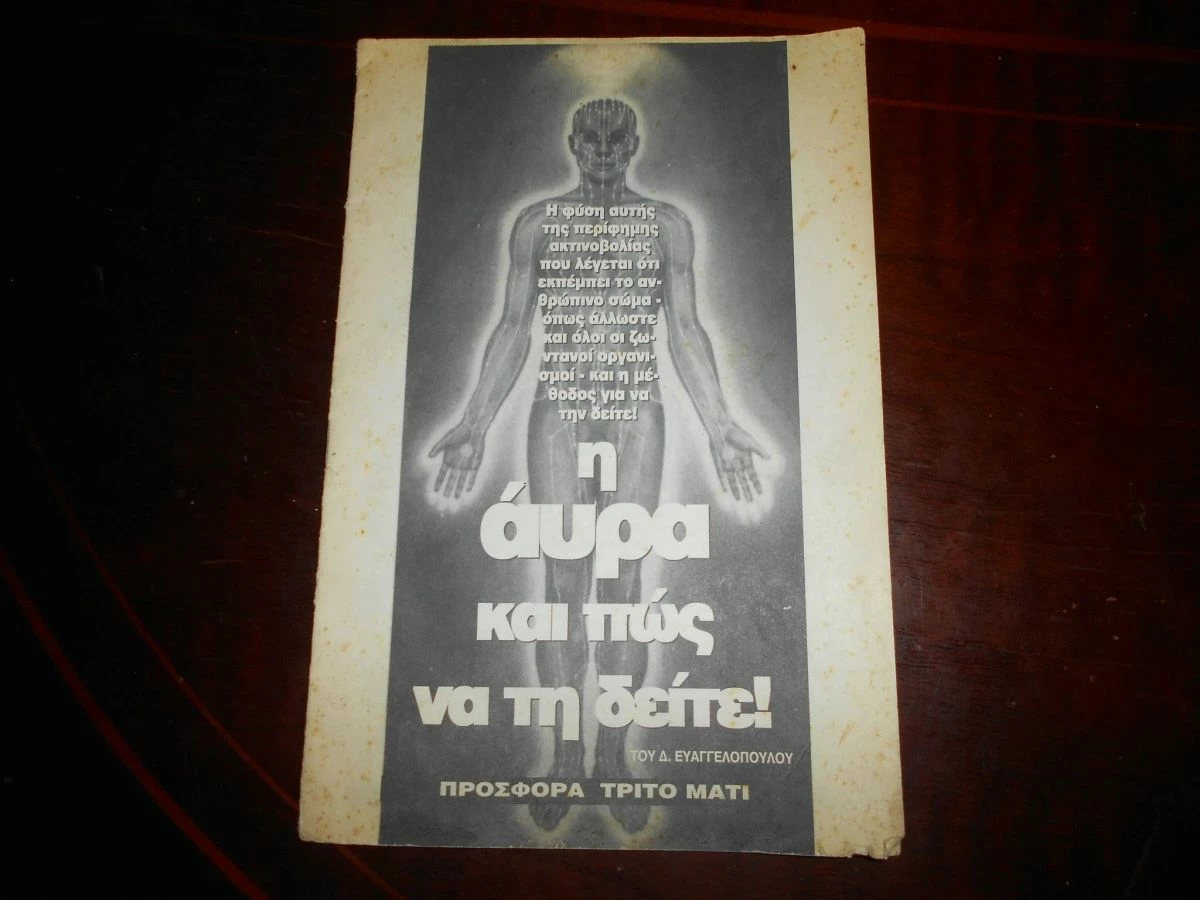 Η φύση αυτής
της περίφημης
ακτινοβολίας
που λέγεται ότι
εκπέμπει το αν-
θρώπινο σώμα -
όπως άλλωστε
και όλοι οι ζω-
ντανοί οργανι-
σμοί - και η μέ-
θοδος για να
την δείτε!
η
άυρα
και πώς
να τη δείτε!
ΤΟΥ Δ. ΕΥΑΓΓΕΛΟΠΟΥΛΟΥ
ΠΡΟΣΦΟΡΑ ΤΡΙΤΟ ΜΑΤΙ